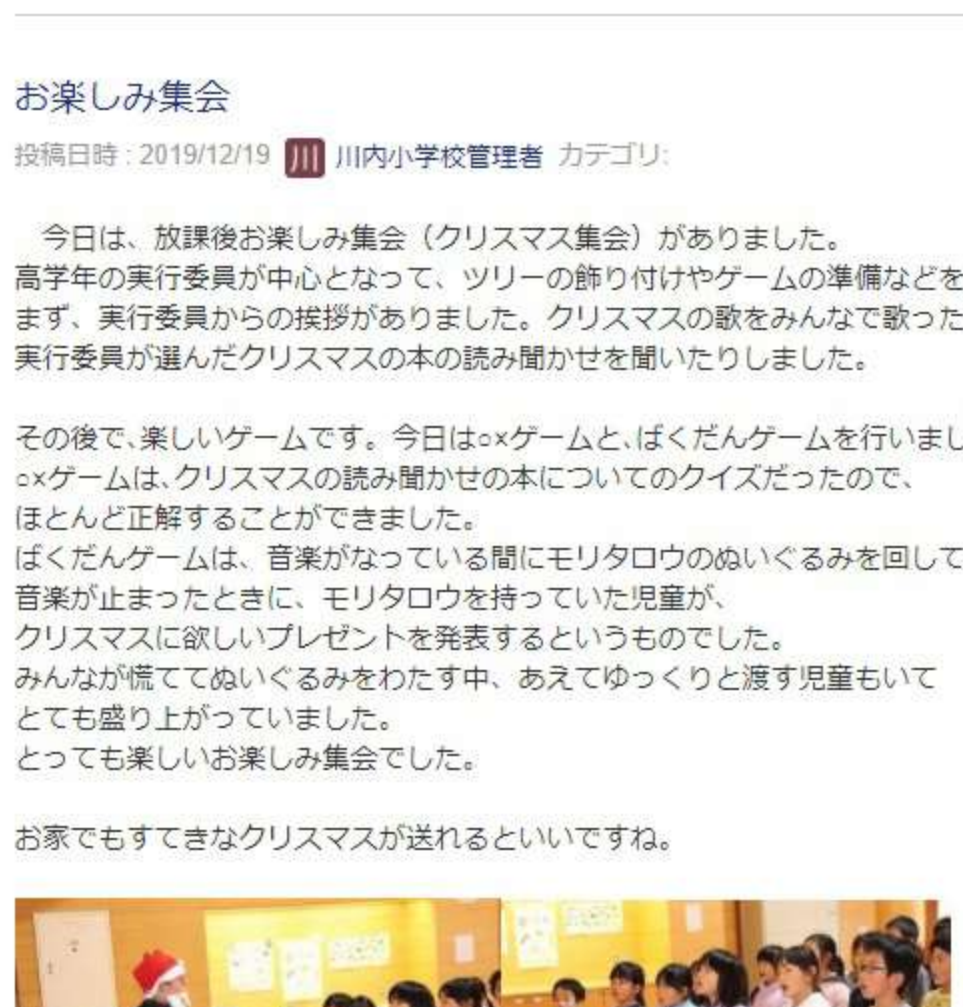 お楽しみ集会
投稿日時 : 2019/12/19 川 川内小学校管理者 カテゴリ:
今日は、放課後お楽しみ集会（クリスマス集会）がありました。
高学年の実行委員が中心となって、ツリーの飾り付けやゲームの準備などを
まず、実行委員からの挨拶がありました。クリスマスの歌をみんなで歌った
実行委員が選んだクリスマスの本の読み聞かせを聞いたりしました。
その後で、楽しいゲームです。今日は○×ゲームと、ばくだんゲームを行いまし
○×ゲームは、クリスマスの読み聞かせの本についてのクイズだったので、
ほとんど正解することができました。
ばくだんゲームは、音楽がなっている間にモリタロウのぬいぐるみを回して
音楽が止まったときに、モリタロウを持っていた児童が、
クリスマスに欲しいプレゼントを発表するというものでした。
みんなが慌ててぬいぐるみをわたす中、あえてゆっくりと渡す児童もいて
とても盛り上がっていました。
とっても楽しいお楽しみ集会でした。
お家でもすてきなクリスマスが送れるといいですね。